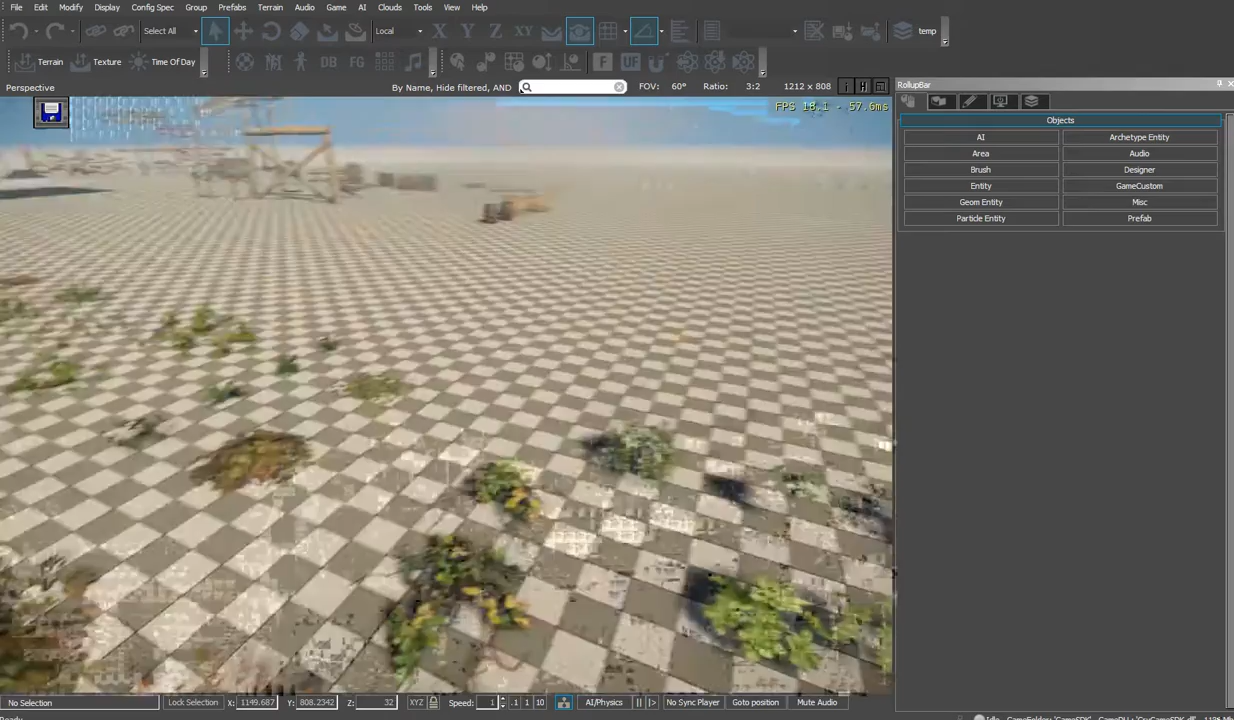 File Edit Modify Display Config Spec Group Prefabs Terrain Audio Game AI Clouds Tools View Help
Select All Local X Y Z XY temp
Terrain Texture Time Of Day DB FG F UF
Perspective By Name, Hide filtered, AND FOV: 60° Ratio: 3:2 1212 x 808 i H
RollupBar
FPS 18.1 - 57.6ms
Objects
AI Archetype Entity
Area Audio
Brush Designer
Entity GameCustom
Geom Entity Misc
Particle Entity Prefab
No Selection Lock Selection X: 1149.687 Y: 808.2342 Z: 32 XYZ Speed: 1 .1 1 10 AI/Physics No Sync Player Goto position Mute Audio